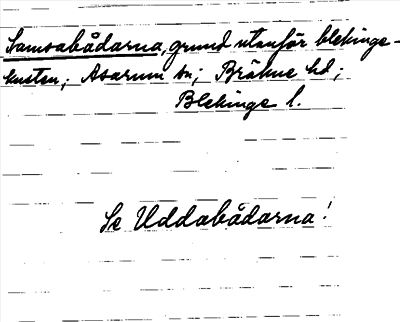 Samsabådarna, grund utanför blekinge-
kusten; Asarum sn; Bräkne hd;
Blekinge l.
Se Uddabådarna!